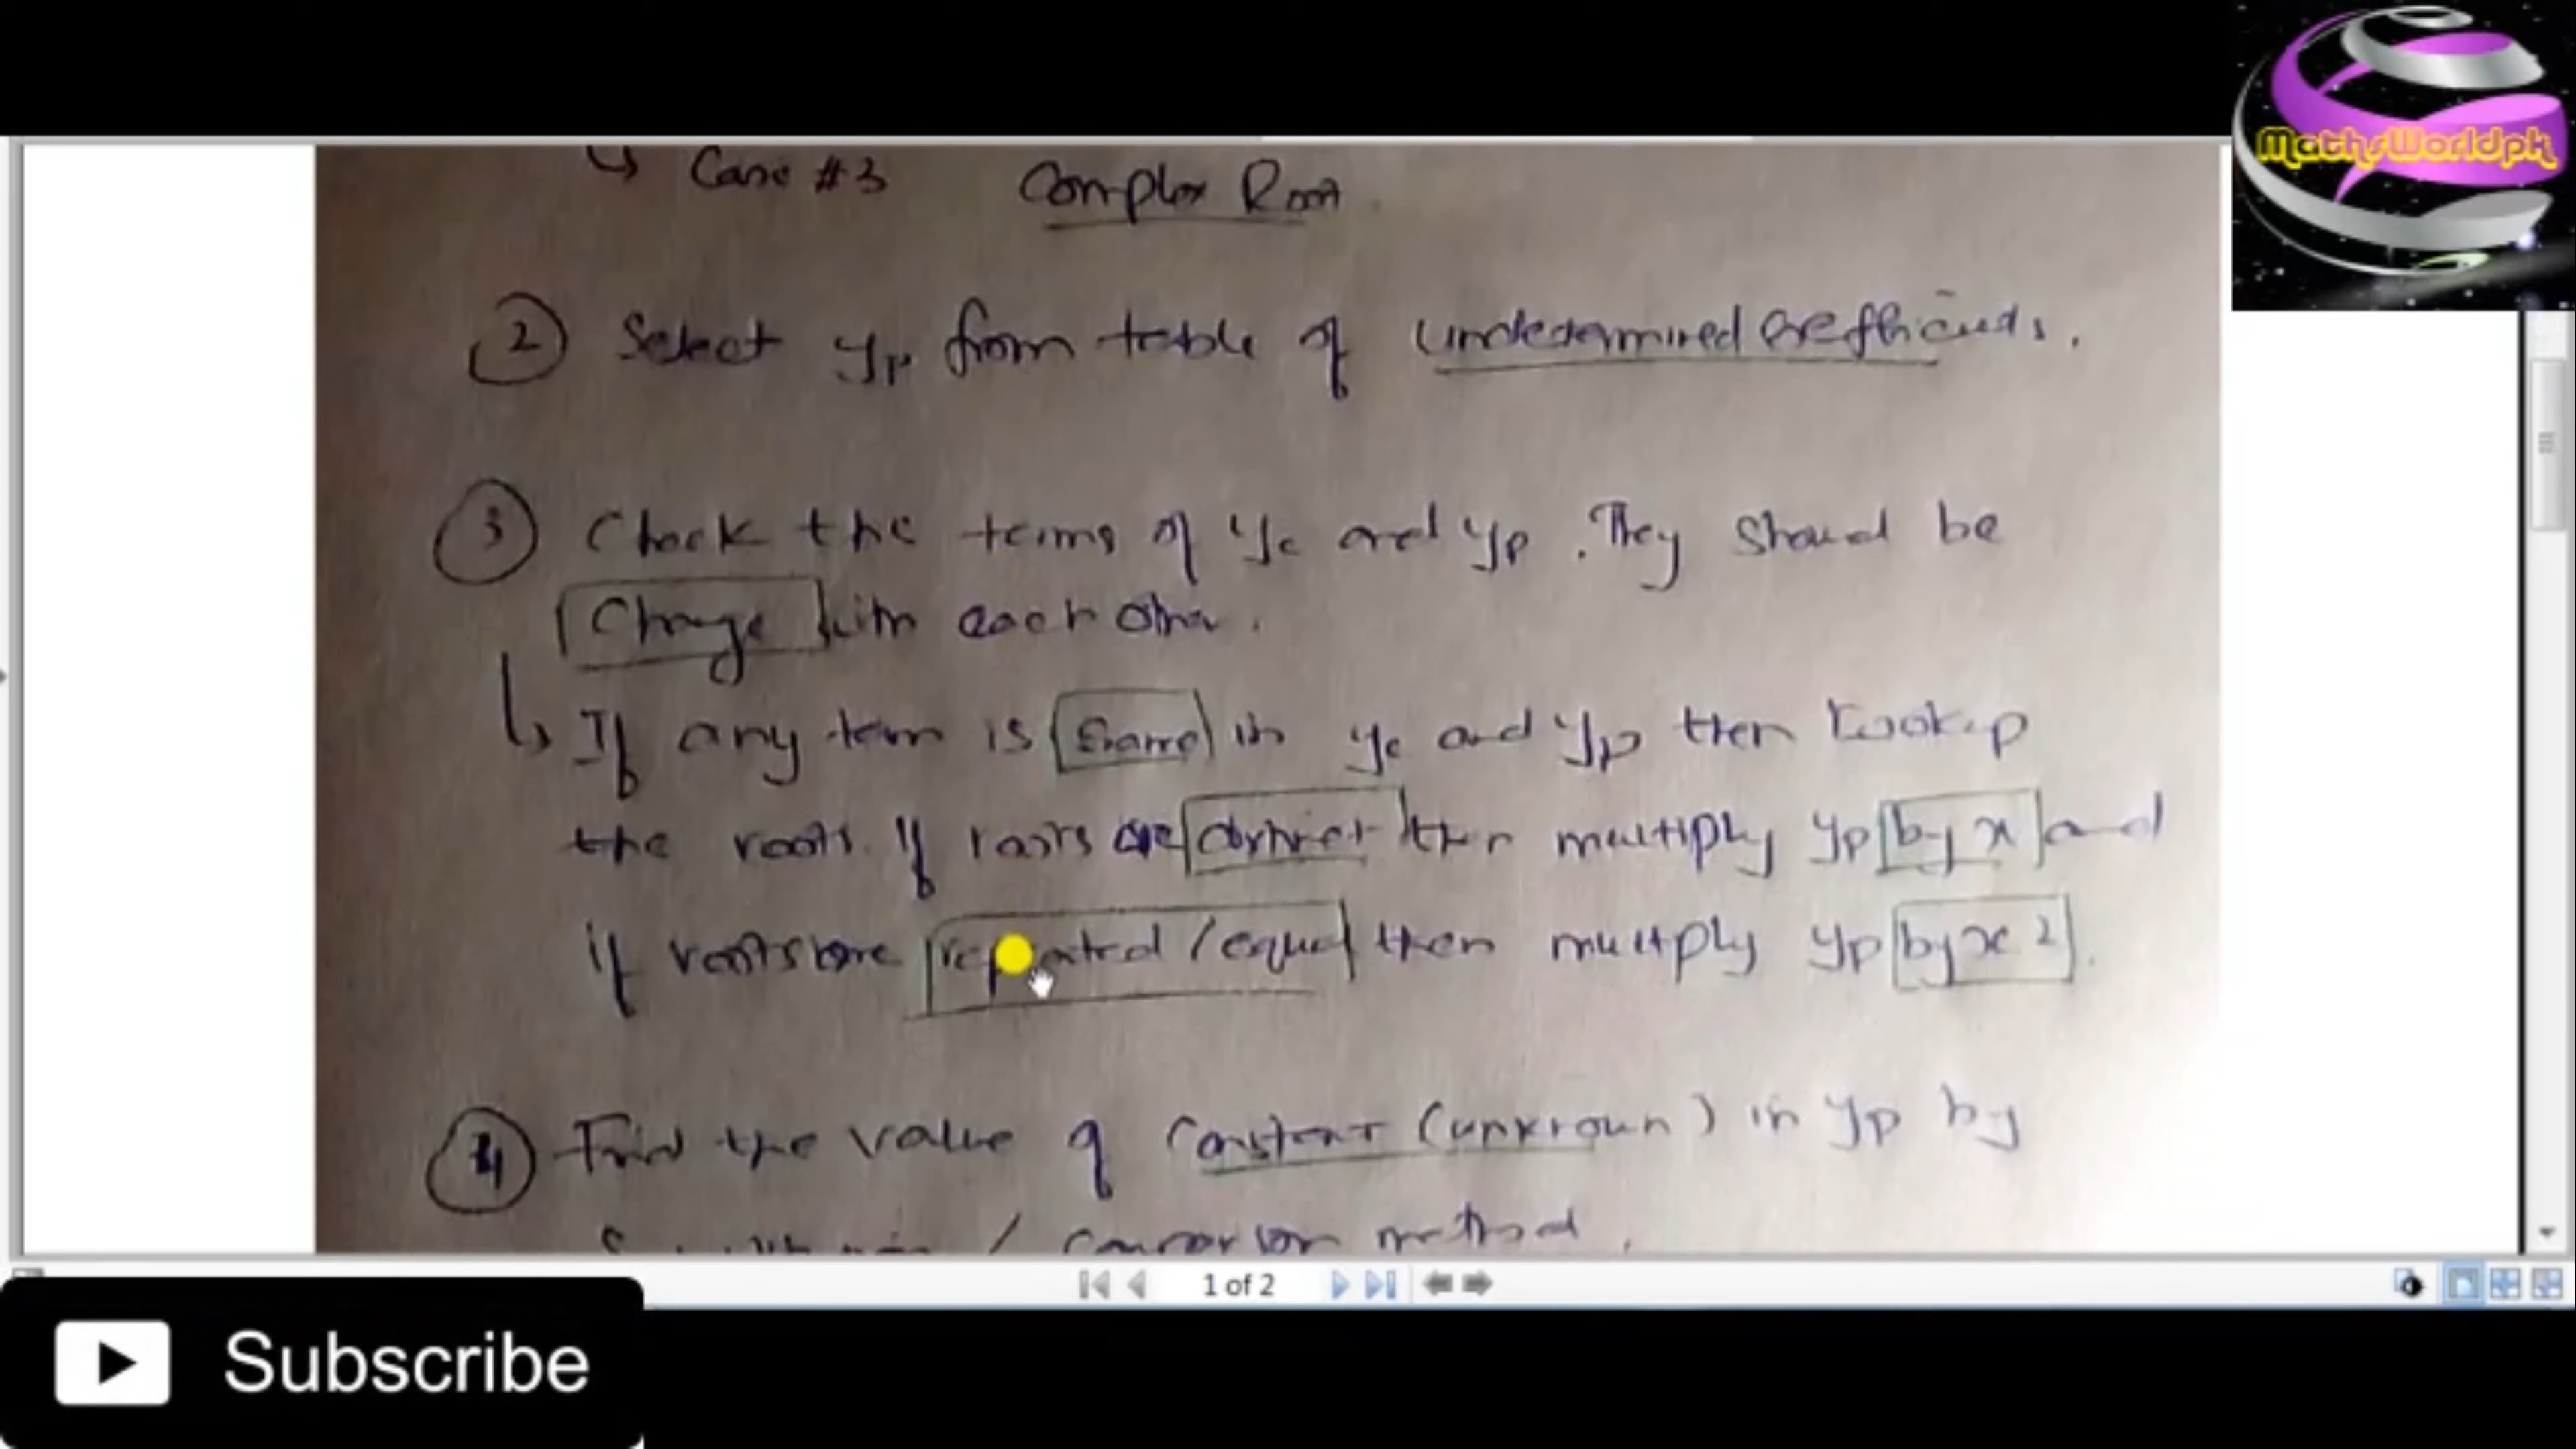 MathsWorldpk
↳ Case #3 Complex Root
② Select yp from table of undetermined coefficients.
③ Check the terms of yc and yp. They should be
Change with each other.
↳ If any term is same in yc and yp then Lookup
the roots. If roots are distinct then multiply yp by x and
if roots are repeated / equal then multiply yp by x²
④ Find the value of constant (unknown) in yp by
/ comparison method.
1 of 2
Subscribe